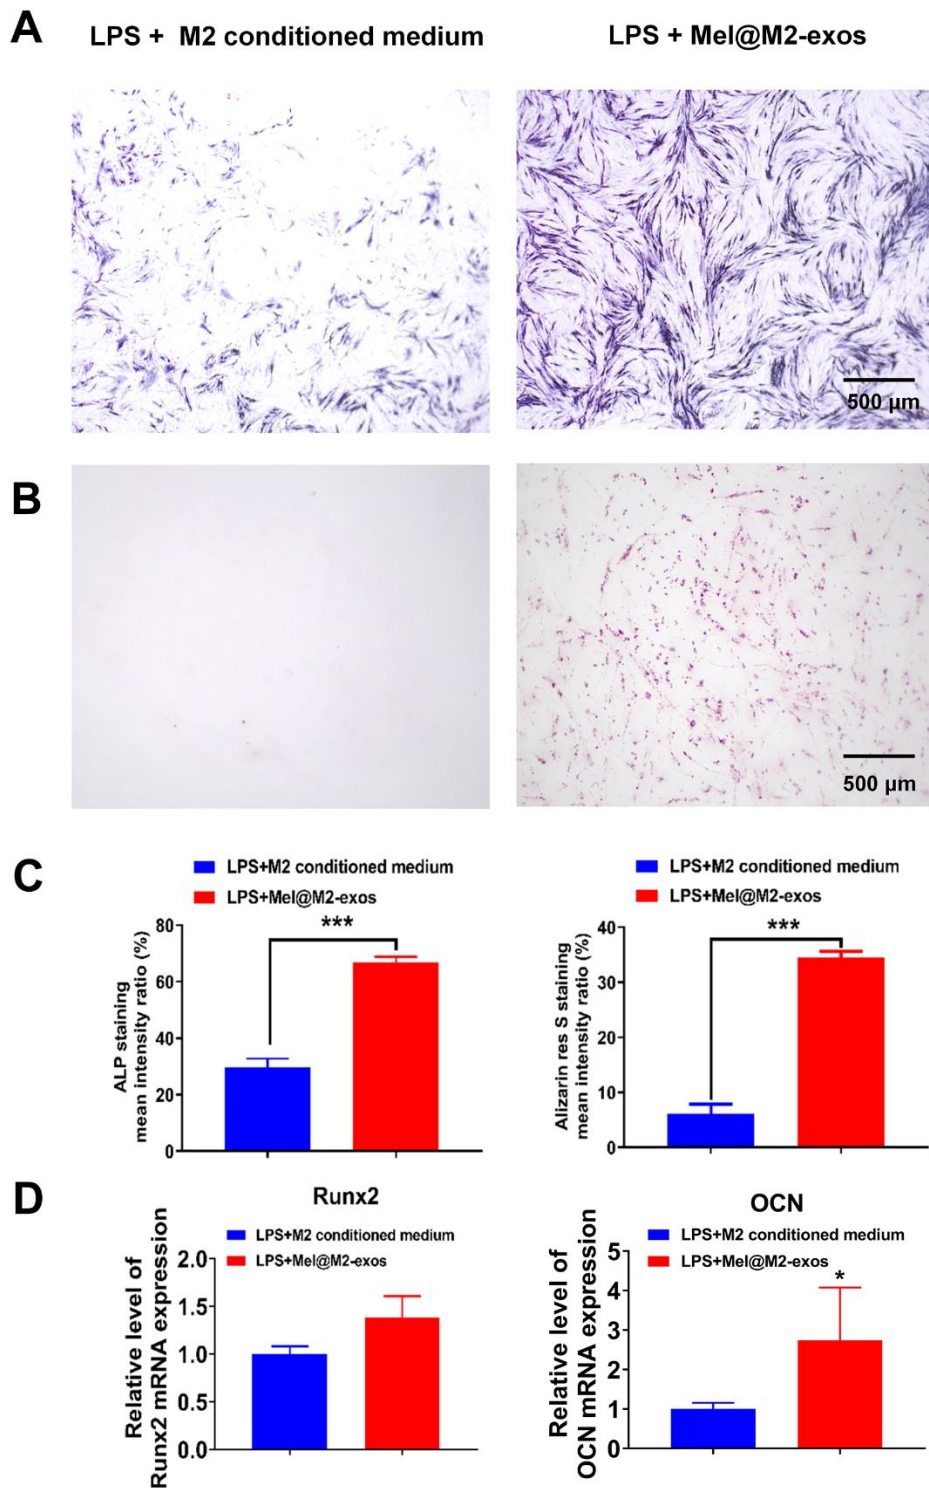 A
LPS + M2 conditioned medium
LPS + Mel@M2-exos
500 µm
B
500 µm
C
LPS+M2 conditioned medium
LPS+Mel@M2-exos
***
ALP staining
mean intensity ratio (%)
80
60
40
20
0
LPS+M2 conditioned medium
LPS+Mel@M2-exos
***
Alizarin res S staining
mean intensity ratio (%)
40
30
20
10
0
D
Runx2
LPS+M2 conditioned medium
LPS+Mel@M2-exos
Relative level of
Runx2 mRNA expression
2.0
1.5
1.0
0.5
0.0
OCN
LPS+M2 conditioned medium
LPS+Mel@M2-exos
*
Relative level of
OCN mRNA expression
5
4
3
2
1
0